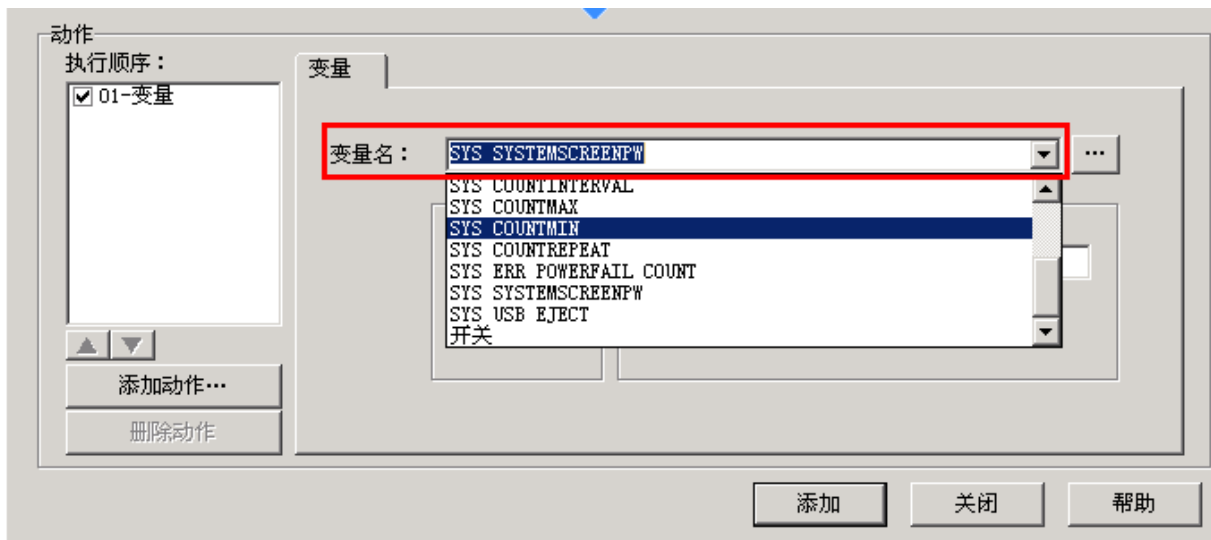 动作
执行顺序：
变量
01-变量
变量名：
SYS SYSTEMSCREENPW
...
SYS COUNTINTERVAL
SYS COUNTMAX
SYS COUNTMIN
SYS COUNTREPEAT
SYS ERR POWERFAIL COUNT
SYS SYSTEMSCREENPW
SYS USB EJECT
开关
添加动作…
删除动作
添加
关闭
帮助